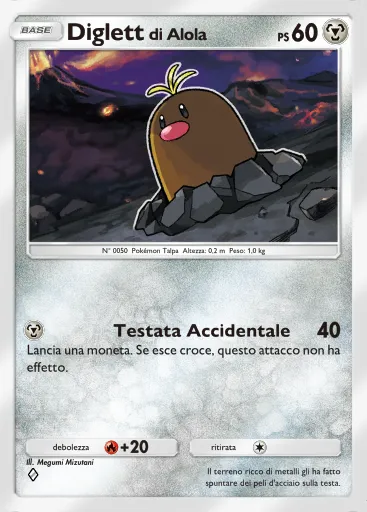 BASE Diglett di Alola PS 60
N° 0050 Pokémon Talpa Altezza: 0,2 m Peso: 1,0 kg
Testata Accidentale 40
Lancia una moneta. Se esce croce, questo attacco non ha
effetto.
debolezza +20 ritirata
Ill. Megumi Mizutani
Il terreno ricco di metalli gli ha fatto
spuntare dei peli d'acciaio sulla testa.